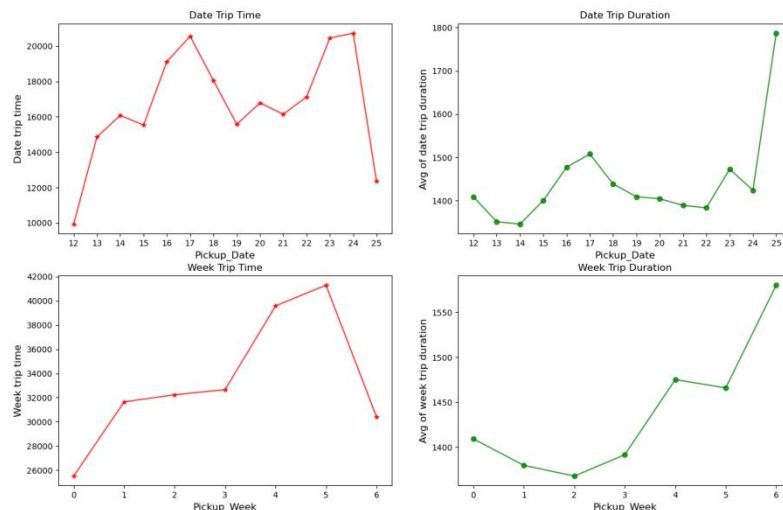 Date Trip Time
Date trip time
20000
18000
16000
14000
12000
10000
12 13 14 15 16 17 18 19 20 21 22 23 24 25
Pickup_Date
Date Trip Duration
Avg of date trip duration
1800
1700
1600
1500
1400
12 13 14 15 16 17 18 19 20 21 22 23 24 25
Pickup_Date
Week Trip Time
Week trip time
42000
40000
38000
36000
34000
32000
30000
28000
26000
0 1 2 3 4 5 6
Pickup_Week
Week Trip Duration
Avg of week trip duration
1550
1500
1450
1400
0 1 2 3 4 5 6
Pickup_Week